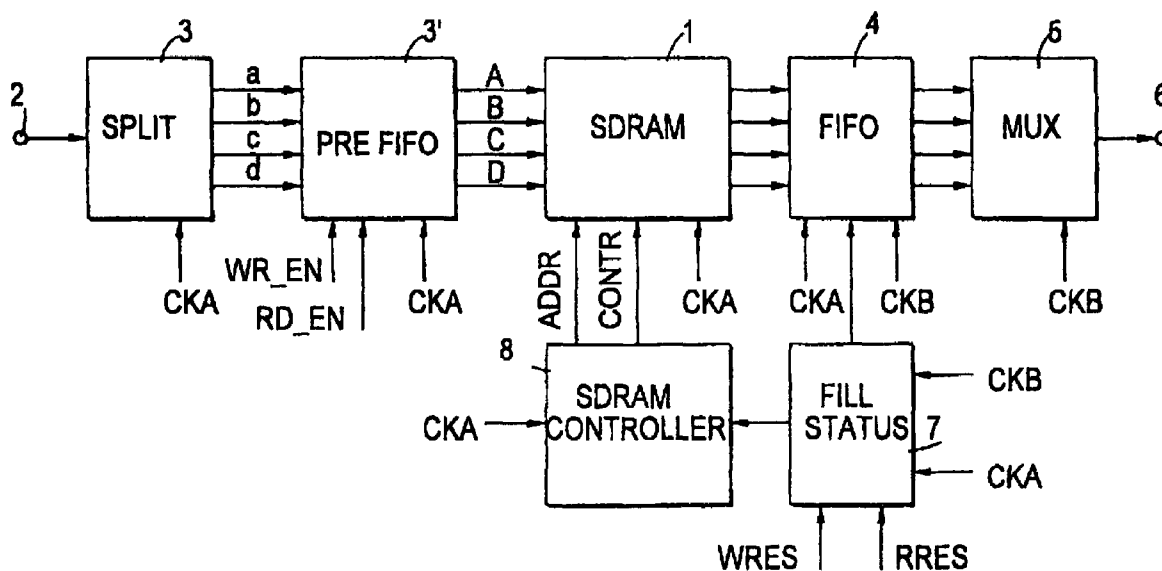 3
3'
1
4
5
2
6
a
b
c
d
A
B
C
D
SPLIT
PRE FIFO
SDRAM
FIFO
MUX
CKA
WR_EN
RD_EN
CKA
ADDR
CONTR
CKA
CKA
CKB
CKB
8
SDRAM
CONTROLLER
CKA
FILL
STATUS
7
CKB
CKA
WRES
RRES